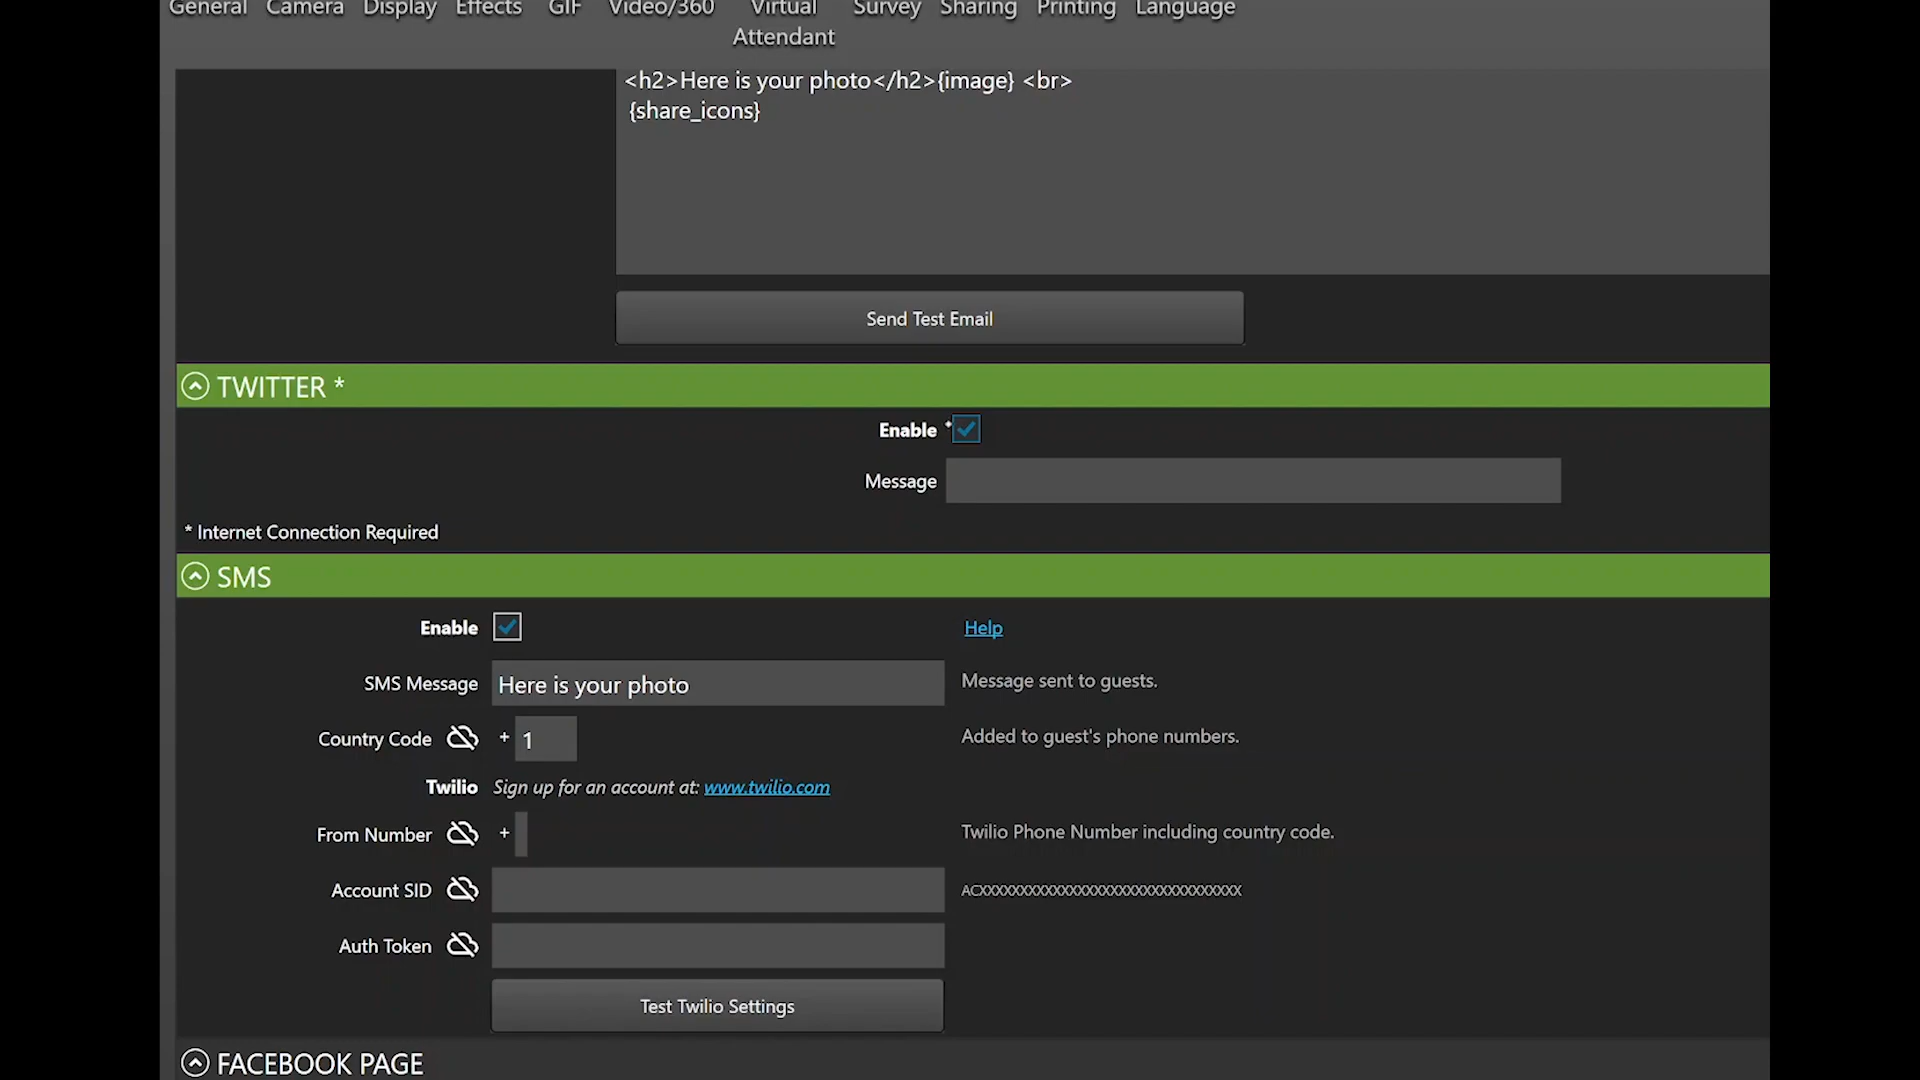 General Camera Display Effects GIF Video/360 Virtual Attendant Survey Sharing Printing Language
<h2>Here is your photo</h2>{image} <br>
{share_icons}
Send Test Email
TWITTER *
Enable *
Message
* Internet Connection Required
SMS
Enable Help
SMS Message Here is your photo Message sent to guests.
Country Code + 1 Added to guest's phone numbers.
Twilio Sign up for an account at: www.twilio.com
From Number + Twilio Phone Number including country code.
Account SID ACXXXXXXXXXXXXXXXXXXXXXXXXXXXXXXXX
Auth Token
Test Twilio Settings
FACEBOOK PAGE